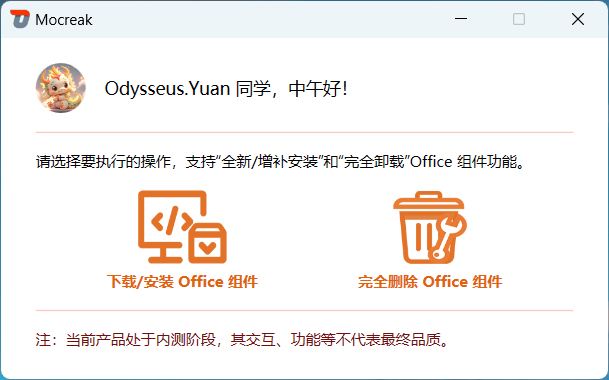 Mocreak
Odysseus.Yuan 同学，中午好！
请选择要执行的操作，支持“全新/增补安装”和“完全卸载”Office 组件功能。
下载/安装 Office 组件
完全删除 Office 组件
注：当前产品处于内测阶段，其交互、功能等不代表最终品质。